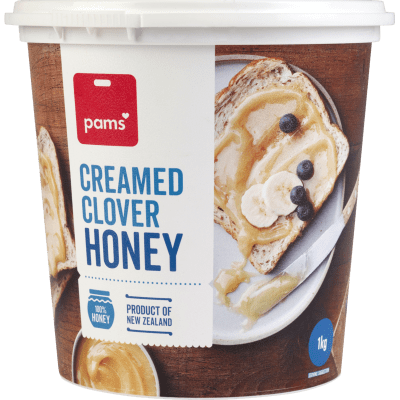 pams
CREAMED
CLOVER
HONEY
100%
HONEY
PRODUCT OF
NEW ZEALAND
1kg